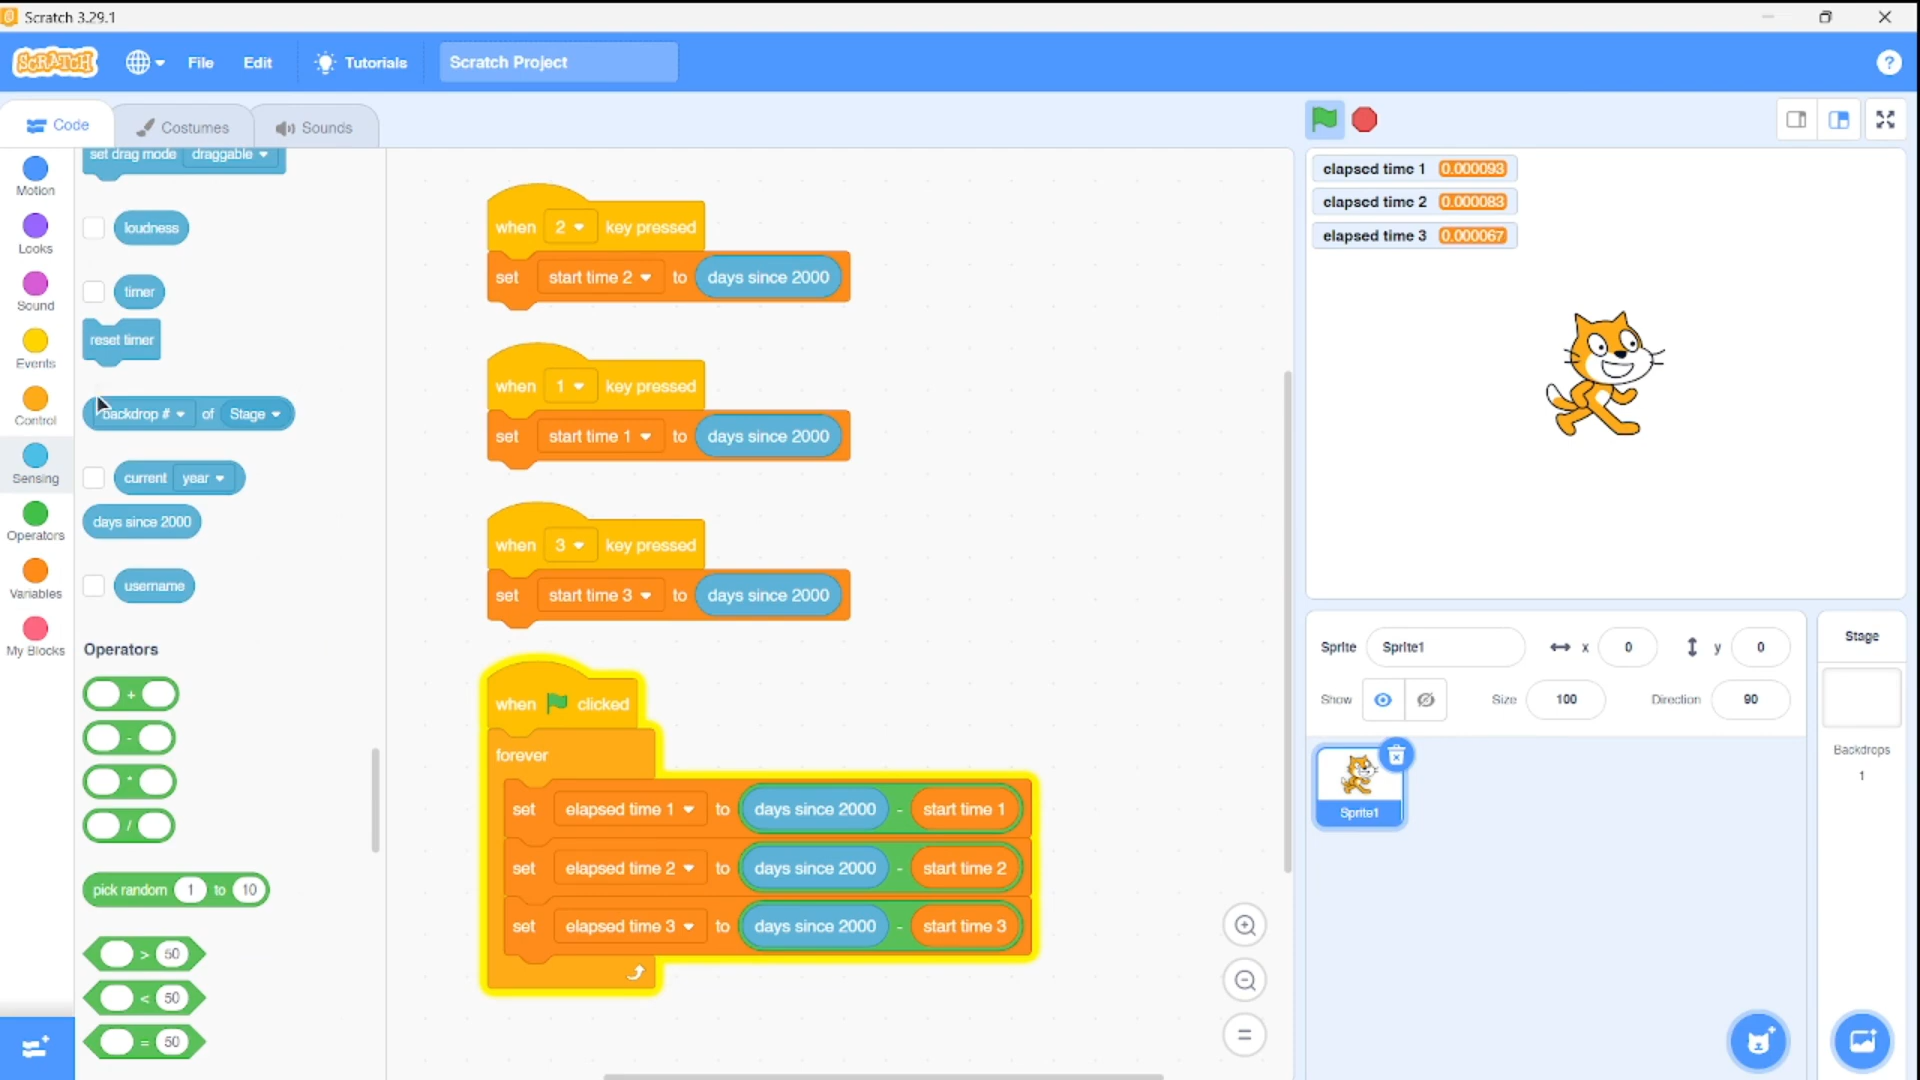 Scratch 3.29.1
SCRATCH
File
Edit
Tutorials
Scratch Project
?
Code
Costumes
Sounds
Motion
Looks
Sound
Events
Control
Sensing
Operators
Variables
My Blocks
set drag mode draggable
loudness
timer
reset timer
backdrop # of Stage
current year
days since 2000
username
Operators
+
-
*
/
pick random 1 to 10
> 50
< 50
= 50
when 2 key pressed
set start time 2 to days since 2000
when 1 key pressed
set start time 1 to days since 2000
when 3 key pressed
set start time 3 to days since 2000
when clicked
forever
set elapsed time 1 to days since 2000 - start time 1
set elapsed time 2 to days since 2000 - start time 2
set elapsed time 3 to days since 2000 - start time 3
elapsed time 1 0.000093
elapsed time 2 0.000083
elapsed time 3 0.000067
Sprite Sprite1 x 0 y 0
Show Size 100 Direction 90
Sprite1
Stage
Backdrops
1